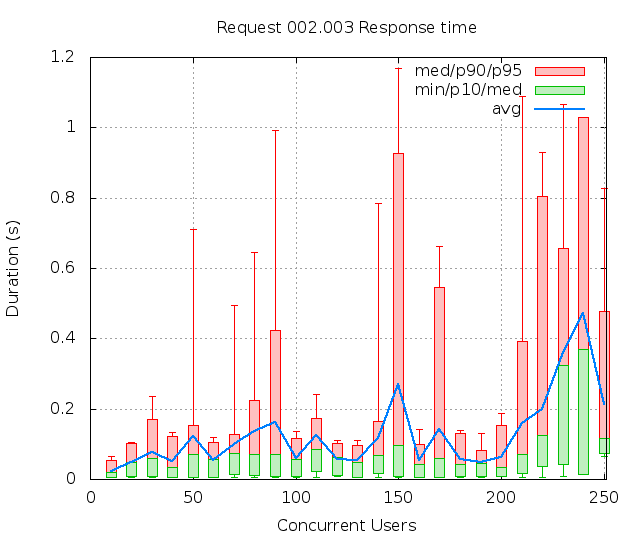 Request 002.003 Response time
med/p90/p95
min/p10/med
avg
Duration (s)
1.2
1
0.8
0.6
0.4
0.2
0
0 50 100 150 200 250
Concurrent Users